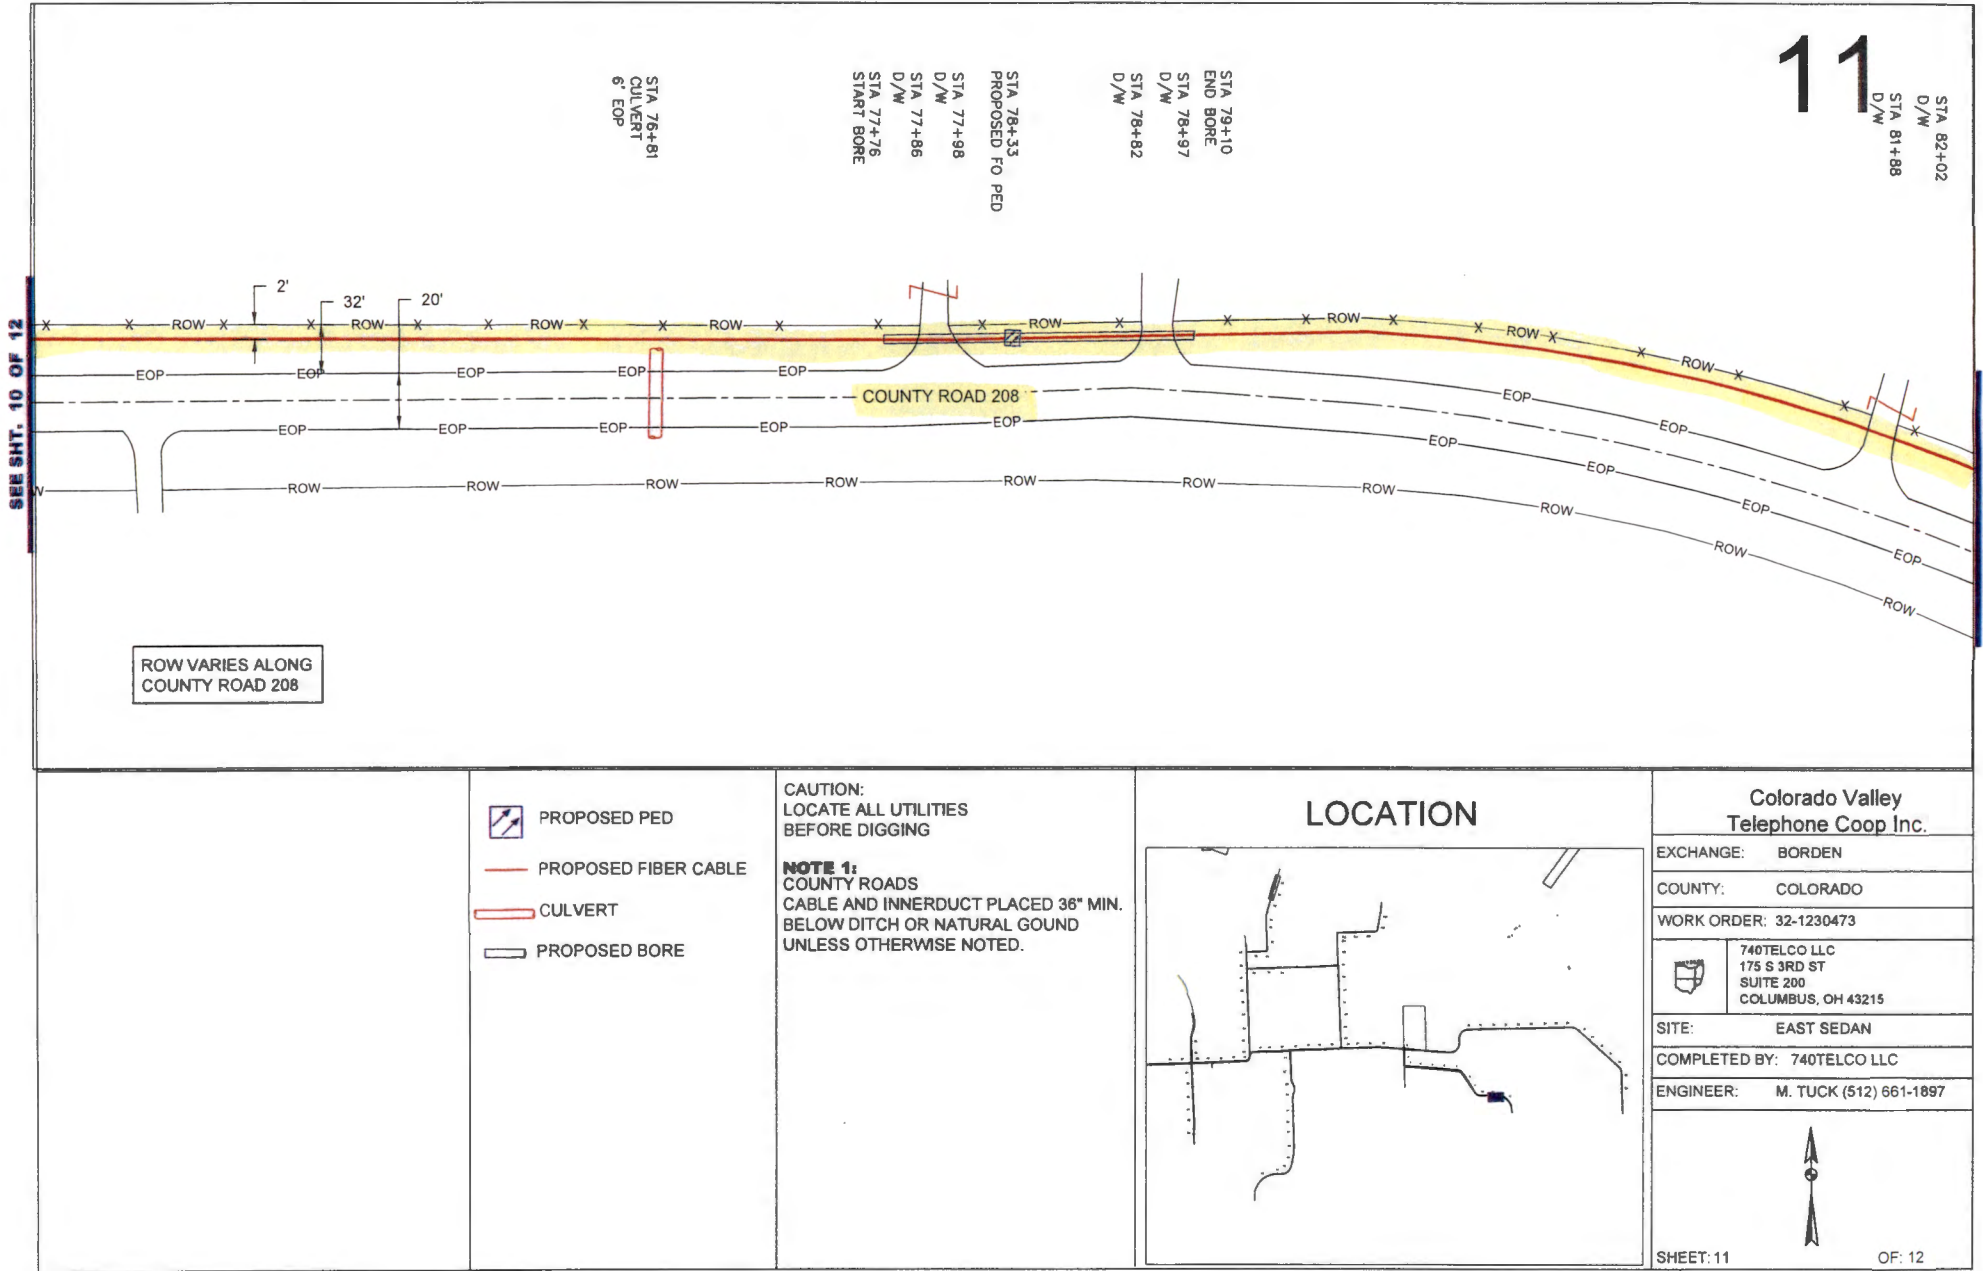 11
STA 76+81
CULVERT
6' EOP
STA 77+76
START BORE
STA 77+86
D/W
STA 77+98
D/W
STA 78+33
PROPOSED FO PED
STA 78+82
D/W
STA 78+97
D/W
STA 79+10
END BORE
STA 81+88
D/W
STA 82+02
D/W
SEE SHT. 10 OF 12
2'
32'
20'
X X ROW X X ROW X X ROW X X ROW X X X ROW X X X ROW X X ROW X X ROW X X X
EOP EOP EOP EOP EOP EOP EOP
COUNTY ROAD 208
EOP EOP EOP EOP EOP EOP EOP EOP EOP
W ROW ROW ROW ROW ROW ROW ROW ROW ROW ROW
ROW VARIES ALONG
COUNTY ROAD 208
PROPOSED PED
PROPOSED FIBER CABLE
CULVERT
PROPOSED BORE
CAUTION:
LOCATE ALL UTILITIES
BEFORE DIGGING
NOTE 1:
COUNTY ROADS
CABLE AND INNERDUCT PLACED 36" MIN.
BELOW DITCH OR NATURAL GOUND
UNLESS OTHERWISE NOTED.
LOCATION
Colorado Valley
Telephone Coop Inc.
EXCHANGE: BORDEN
COUNTY: COLORADO
WORK ORDER: 32-1230473
740TELCO LLC
175 S 3RD ST
SUITE 200
COLUMBUS, OH 43215
SITE: EAST SEDAN
COMPLETED BY: 740TELCO LLC
ENGINEER: M. TUCK (512) 661-1897
SHEET: 11 OF: 12